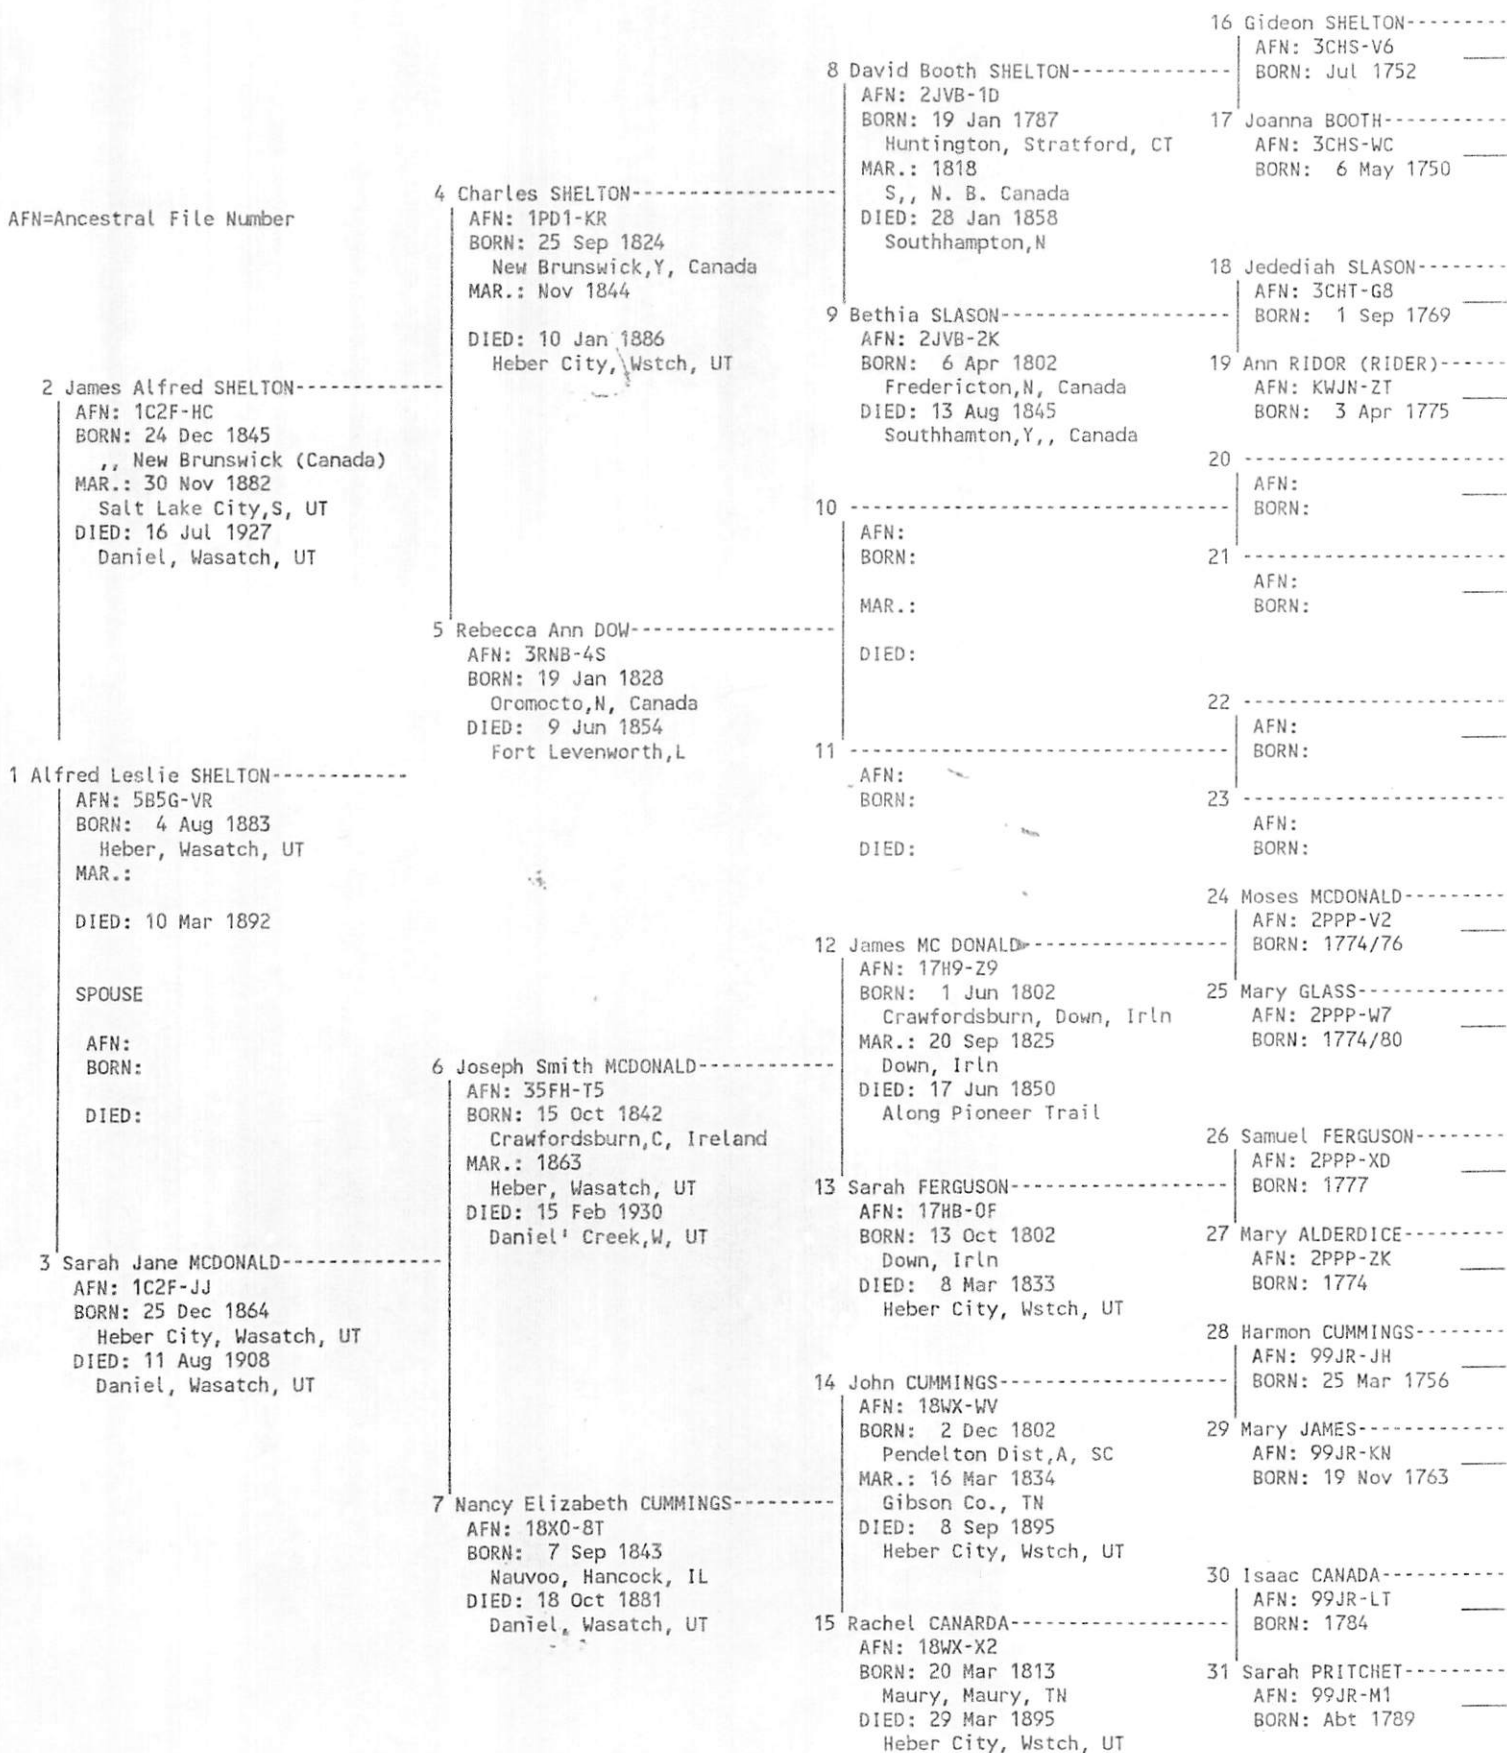 AFN=Ancestral File Number
1 Alfred Leslie SHELTON------------
AFN: 5B5G-VR
BORN: 4 Aug 1883
Heber, Wasatch, UT
MAR.:
DIED: 10 Mar 1892
SPOUSE
AFN:
BORN:
DIED:
2 James Alfred SHELTON-------------
AFN: 1C2F-HC
BORN: 24 Dec 1845
,, New Brunswick (Canada)
MAR.: 30 Nov 1882
Salt Lake City,S, UT
DIED: 16 Jul 1927
Daniel, Wasatch, UT
3 Sarah Jane MCDONALD--------------
AFN: 1C2F-JJ
BORN: 25 Dec 1864
Heber City, Wasatch, UT
DIED: 11 Aug 1908
Daniel, Wasatch, UT
4 Charles SHELTON------------------
AFN: 1PD1-KR
BORN: 25 Sep 1824
New Brunswick,Y, Canada
MAR.: Nov 1844
DIED: 10 Jan 1886
Heber City, Wstch, UT
5 Rebecca Ann DOW------------------
AFN: 3RNB-4S
BORN: 19 Jan 1828
Oromocto,N, Canada
DIED: 9 Jun 1854
Fort Levenworth,L
6 Joseph Smith MCDONALD------------
AFN: 35FH-T5
BORN: 15 Oct 1842
Crawfordsburn,C, Ireland
MAR.: 1863
Heber, Wasatch, UT
DIED: 15 Feb 1930
Daniel' Creek,W, UT
7 Nancy Elizabeth CUMMINGS---------
AFN: 18X0-8T
BORN: 7 Sep 1843
Nauvoo, Hancock, IL
DIED: 18 Oct 1881
Daniel, Wasatch, UT
8 David Booth SHELTON--------------
AFN: 2JVB-1D
BORN: 19 Jan 1787
Huntington, Stratford, CT
MAR.: 1818
S,, N. B. Canada
DIED: 28 Jan 1858
Southhampton,N
9 Bethia SLASON--------------------
AFN: 2JVB-2K
BORN: 6 Apr 1802
Fredericton,N, Canada
DIED: 13 Aug 1845
Southhamton,Y,, Canada
10 --------------------------------
AFN:
BORN:
MAR.:
DIED:
11 --------------------------------
AFN:
BORN:
DIED:
12 James MC DONALD-----------------
AFN: 17H9-Z9
BORN: 1 Jun 1802
Crawfordsburn, Down, Irln
MAR.: 20 Sep 1825
Down, Irln
DIED: 17 Jun 1850
Along Pioneer Trail
13 Sarah FERGUSON------------------
AFN: 17HB-0F
BORN: 13 Oct 1802
Down, Irln
DIED: 8 Mar 1833
Heber City, Wstch, UT
14 John CUMMINGS-------------------
AFN: 18WX-WV
BORN: 2 Dec 1802
Pendelton Dist,A, SC
MAR.: 16 Mar 1834
Gibson Co., TN
DIED: 8 Sep 1895
Heber City, Wstch, UT
15 Rachel CANARDA------------------
AFN: 18WX-X2
BORN: 20 Mar 1813
Maury, Maury, TN
DIED: 29 Mar 1895
Heber City, Wstch, UT
16 Gideon SHELTON---------
AFN: 3CHS-V6
BORN: Jul 1752
17 Joanna BOOTH-----------
AFN: 3CHS-WC
BORN: 6 May 1750
18 Jedediah SLASON--------
AFN: 3CHT-G8
BORN: 1 Sep 1769
19 Ann RIDOR (RIDER)------
AFN: KWJN-ZT
BORN: 3 Apr 1775
20 -----------------------
AFN:
BORN:
21 -----------------------
AFN:
BORN:
22 -----------------------
AFN:
BORN:
23 -----------------------
AFN:
BORN:
24 Moses MCDONALD---------
AFN: 2PPP-V2
BORN: 1774/76
25 Mary GLASS-------------
AFN: 2PPP-W7
BORN: 1774/80
26 Samuel FERGUSON--------
AFN: 2PPP-XD
BORN: 1777
27 Mary ALDERDICE---------
AFN: 2PPP-ZK
BORN: 1774
28 Harmon CUMMINGS--------
AFN: 99JR-JH
BORN: 25 Mar 1756
29 Mary JAMES-------------
AFN: 99JR-KN
BORN: 19 Nov 1763
30 Isaac CANADA-----------
AFN: 99JR-LT
BORN: 1784
31 Sarah PRITCHET---------
AFN: 99JR-M1
BORN: Abt 1789